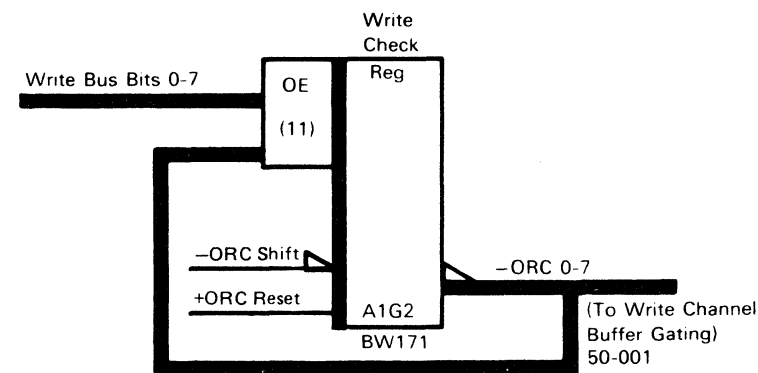 Write
Check
Reg
Write Bus Bits 0-7
OE
(11)
−ORC Shift
−ORC 0-7
+ORC Reset
A1G2
(To Write Channel
Buffer Gating)
50-001
BW171